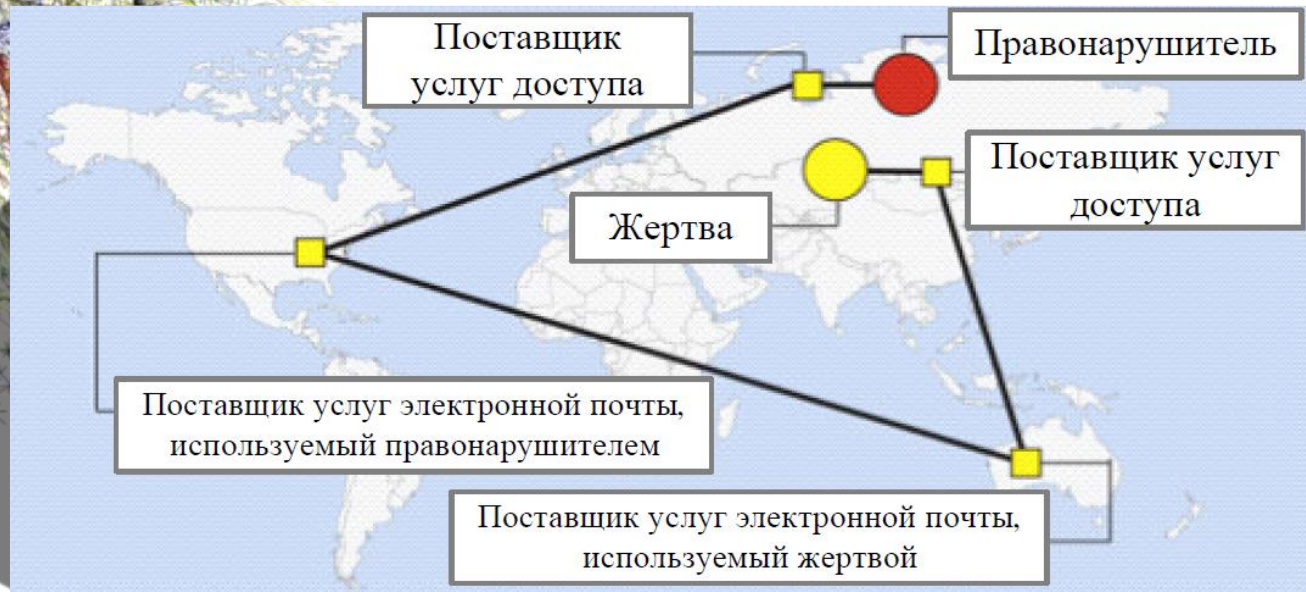 Поставщик
услуг доступа
Правонарушитель
Поставщик услуг
доступа
Жертва
Поставщик услуг электронной почты,
используемый правонарушителем
Поставщик услуг электронной почты,
используемый жертвой